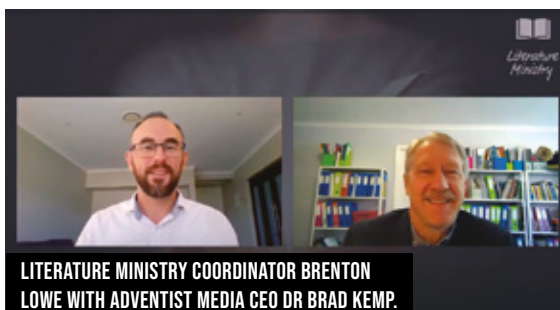 Literature
Ministry
LITERATURE MINISTRY COORDINATOR BRENTON
LOWE WITH ADVENTIST MEDIA CEO DR BRAD KEMP.